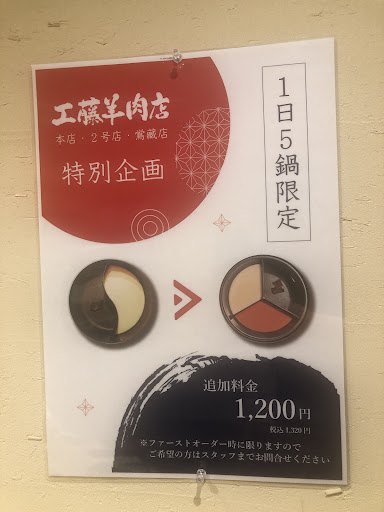 工藤羊肉店
本店・２号店・鴬蔵店
特別企画
１日５鍋限定
追加料金
1,200円
税込 1,320円
※ファーストオーダー時に限りますので
ご希望の方はスタッフまでお問合せください